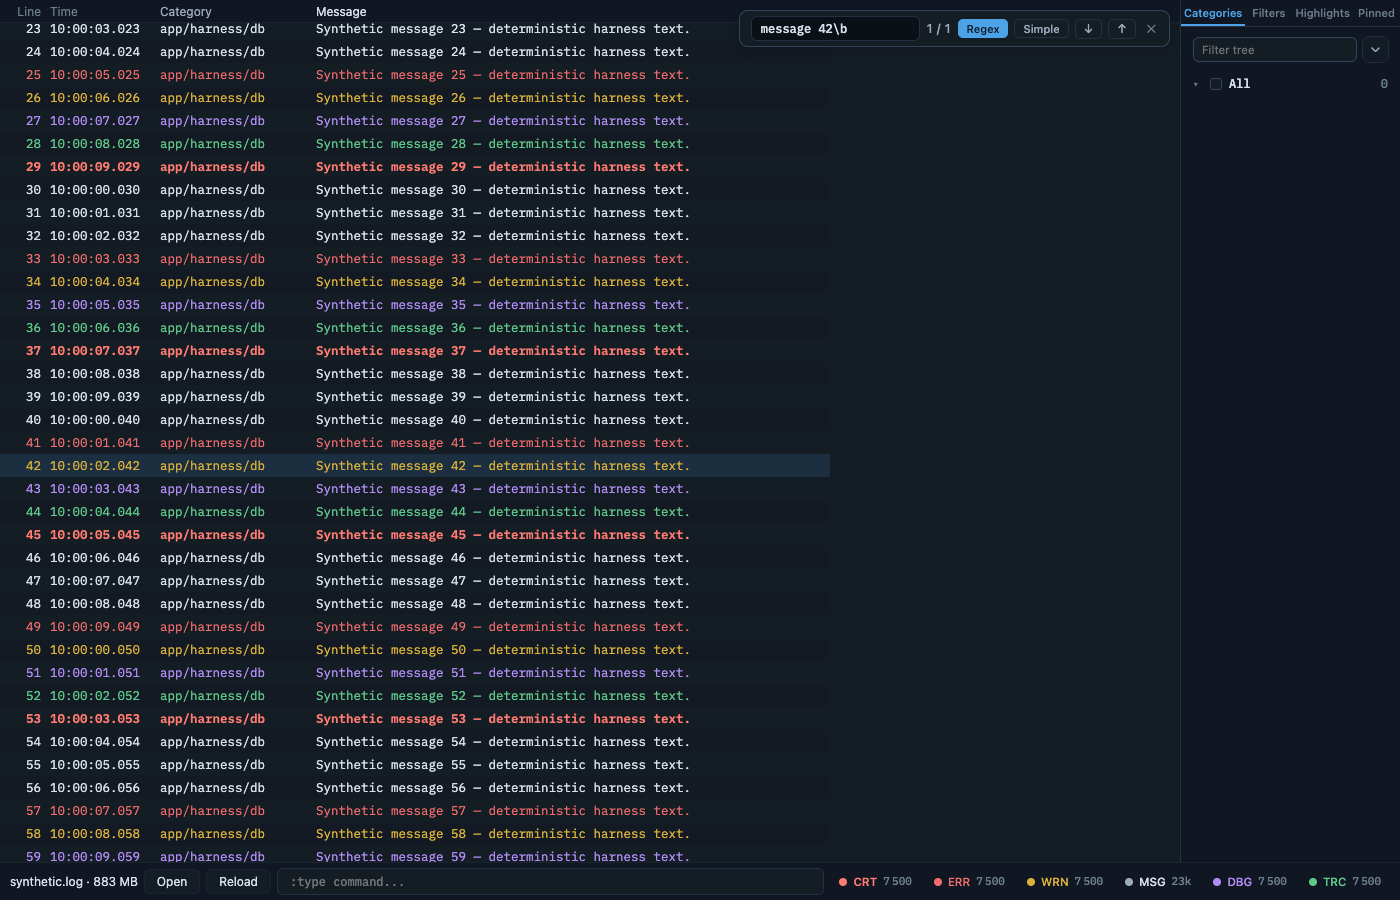 Line Time Category Message
message 42\b 1 / 1 Regex Simple ↓ ↑ ×
Categories Filters Highlights Pinned
Filter tree
All 0
23 10:00:03.023 app/harness/db Synthetic message 23 — deterministic harness text.
24 10:00:04.024 app/harness/db Synthetic message 24 — deterministic harness text.
25 10:00:05.025 app/harness/db Synthetic message 25 — deterministic harness text.
26 10:00:06.026 app/harness/db Synthetic message 26 — deterministic harness text.
27 10:00:07.027 app/harness/db Synthetic message 27 — deterministic harness text.
28 10:00:08.028 app/harness/db Synthetic message 28 — deterministic harness text.
29 10:00:09.029 app/harness/db Synthetic message 29 — deterministic harness text.
30 10:00:00.030 app/harness/db Synthetic message 30 — deterministic harness text.
31 10:00:01.031 app/harness/db Synthetic message 31 — deterministic harness text.
32 10:00:02.032 app/harness/db Synthetic message 32 — deterministic harness text.
33 10:00:03.033 app/harness/db Synthetic message 33 — deterministic harness text.
34 10:00:04.034 app/harness/db Synthetic message 34 — deterministic harness text.
35 10:00:05.035 app/harness/db Synthetic message 35 — deterministic harness text.
36 10:00:06.036 app/harness/db Synthetic message 36 — deterministic harness text.
37 10:00:07.037 app/harness/db Synthetic message 37 — deterministic harness text.
38 10:00:08.038 app/harness/db Synthetic message 38 — deterministic harness text.
39 10:00:09.039 app/harness/db Synthetic message 39 — deterministic harness text.
40 10:00:00.040 app/harness/db Synthetic message 40 — deterministic harness text.
41 10:00:01.041 app/harness/db Synthetic message 41 — deterministic harness text.
42 10:00:02.042 app/harness/db Synthetic message 42 — deterministic harness text.
43 10:00:03.043 app/harness/db Synthetic message 43 — deterministic harness text.
44 10:00:04.044 app/harness/db Synthetic message 44 — deterministic harness text.
45 10:00:05.045 app/harness/db Synthetic message 45 — deterministic harness text.
46 10:00:06.046 app/harness/db Synthetic message 46 — deterministic harness text.
47 10:00:07.047 app/harness/db Synthetic message 47 — deterministic harness text.
48 10:00:08.048 app/harness/db Synthetic message 48 — deterministic harness text.
49 10:00:09.049 app/harness/db Synthetic message 49 — deterministic harness text.
50 10:00:00.050 app/harness/db Synthetic message 50 — deterministic harness text.
51 10:00:01.051 app/harness/db Synthetic message 51 — deterministic harness text.
52 10:00:02.052 app/harness/db Synthetic message 52 — deterministic harness text.
53 10:00:03.053 app/harness/db Synthetic message 53 — deterministic harness text.
54 10:00:04.054 app/harness/db Synthetic message 54 — deterministic harness text.
55 10:00:05.055 app/harness/db Synthetic message 55 — deterministic harness text.
56 10:00:06.056 app/harness/db Synthetic message 56 — deterministic harness text.
57 10:00:07.057 app/harness/db Synthetic message 57 — deterministic harness text.
58 10:00:08.058 app/harness/db Synthetic message 58 — deterministic harness text.
59 10:00:09.059 app/harness/db Synthetic message 59 — deterministic harness text.
synthetic.log · 883 MB Open Reload :type command... CRT 7 500 ERR 7 500 WRN 7 500 MSG 23k DBG 7 500 TRC 7 500